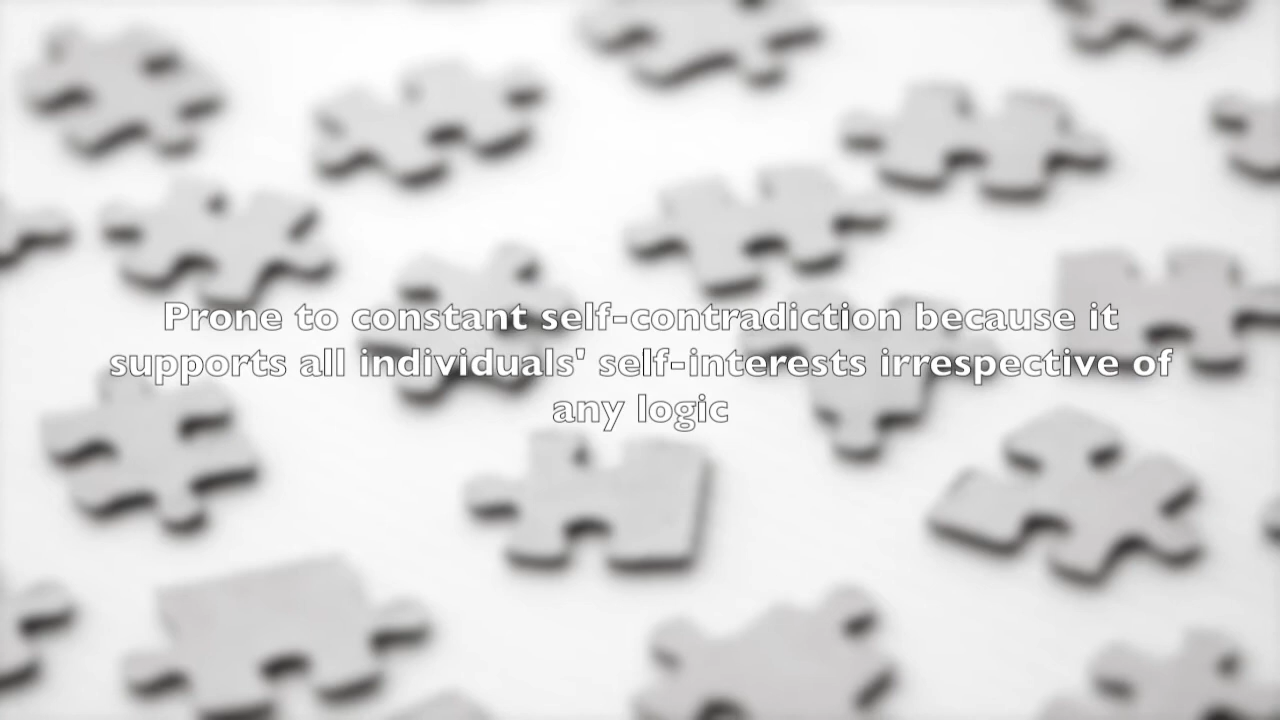 Prone to constant self-contradiction because it
supports all individuals' self-interests irrespective of
any logic